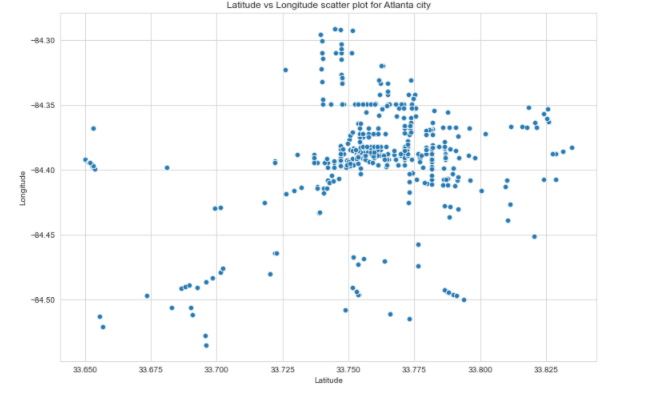 Latitude vs Longitude scatter plot for Atlanta city
−84.30
−84.35
−84.40
−84.45
−84.50
Longitude
33.650 33.675 33.700 33.725 33.750 33.775 33.800 33.825
Latitude